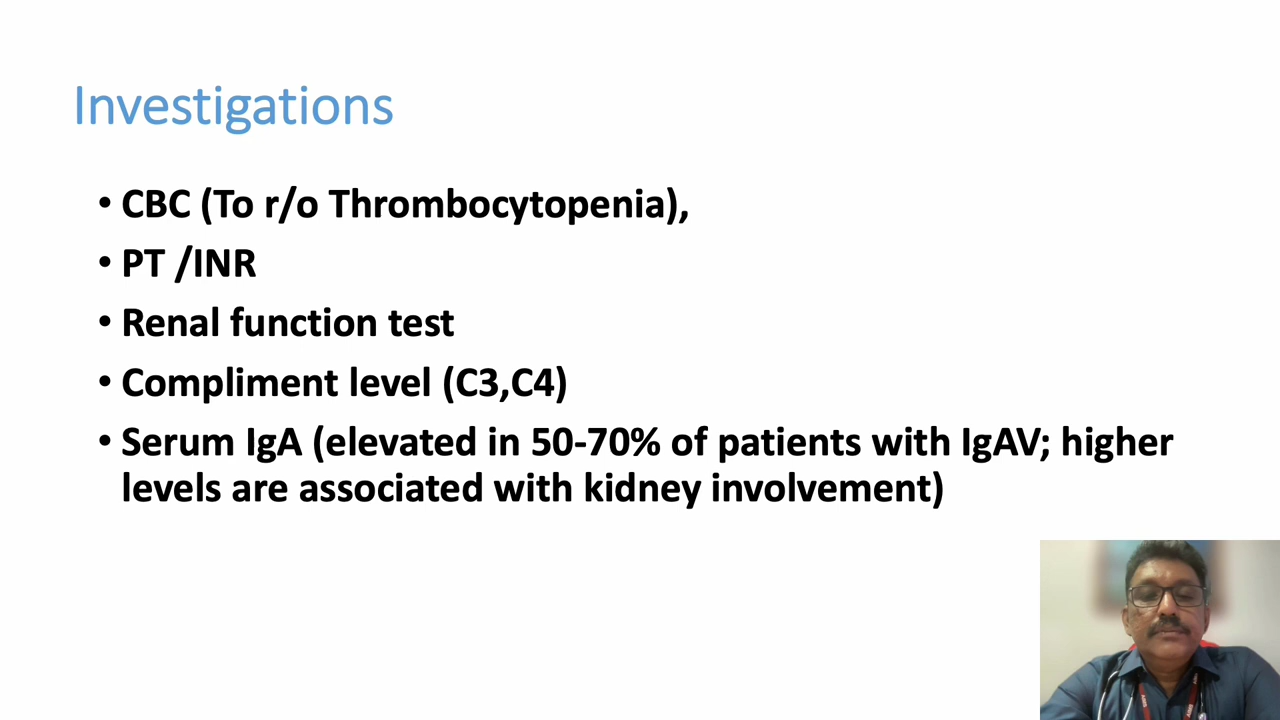 Investigations
• CBC (To r/o Thrombocytopenia),
• PT /INR
• Renal function test
• Compliment level (C3,C4)
• Serum IgA (elevated in 50-70% of patients with IgAV; higher
levels are associated with kidney involvement)